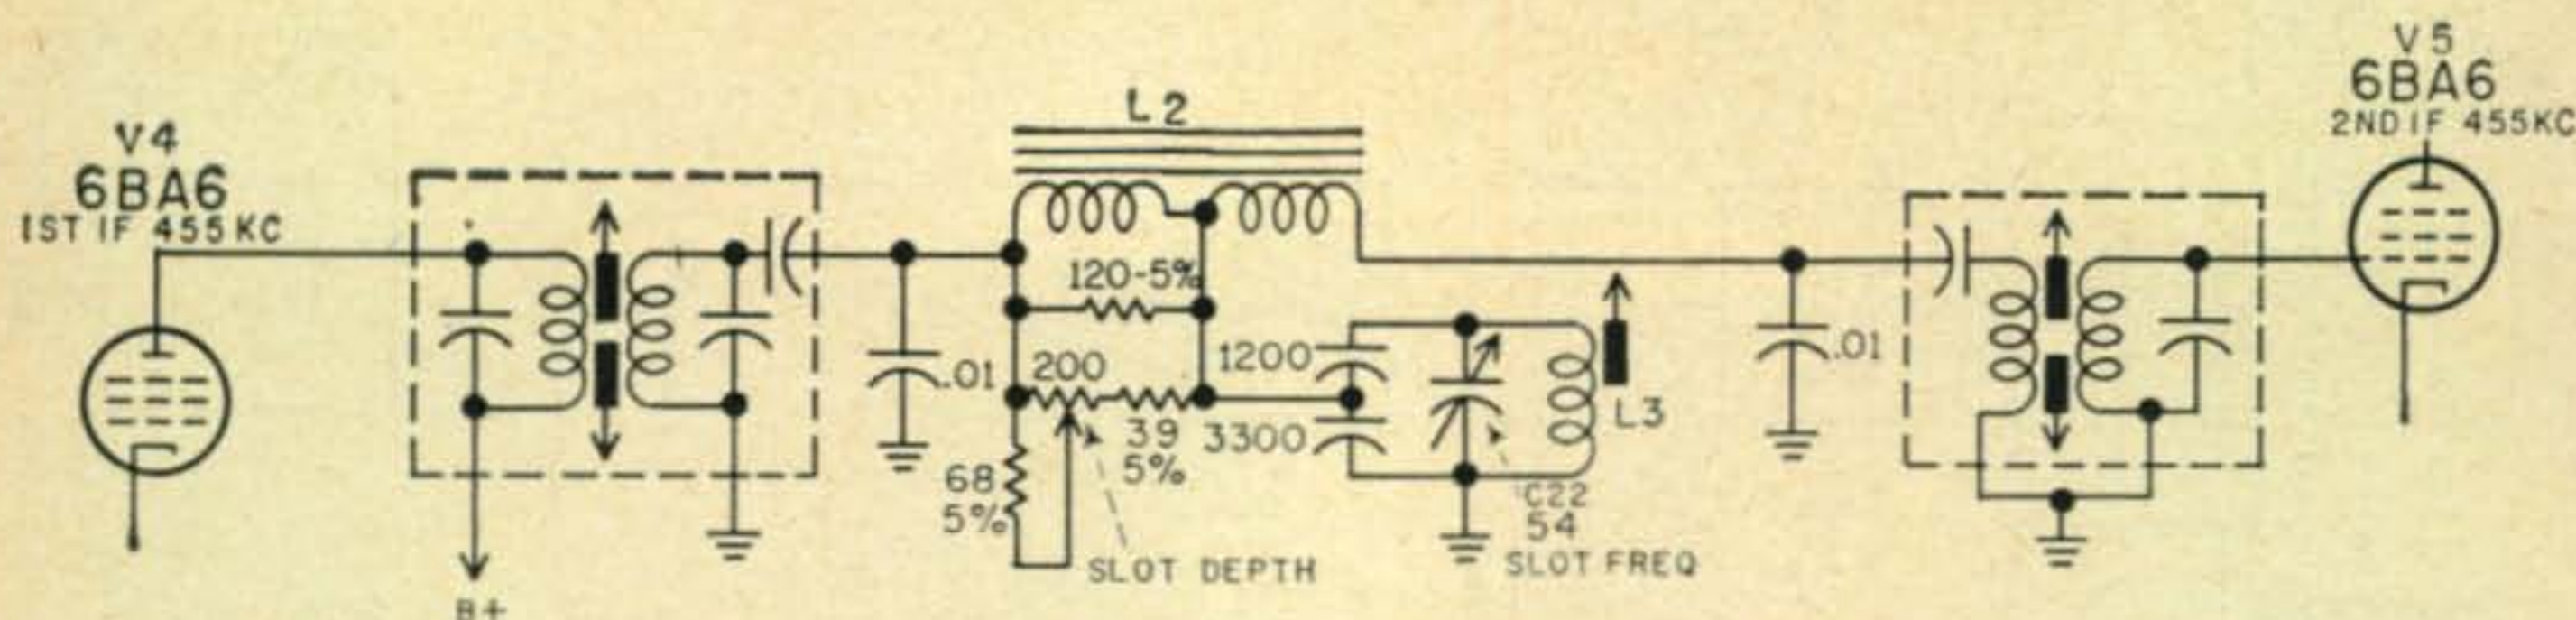 V4
6BA6
1ST IF 455KC
B+
.01
L2
120-5%
200
39
5%
68
5%
SLOT DEPTH
1200
3300
L3
C22
54
SLOT FREQ
.01
V5
6BA6
2ND IF 455KC